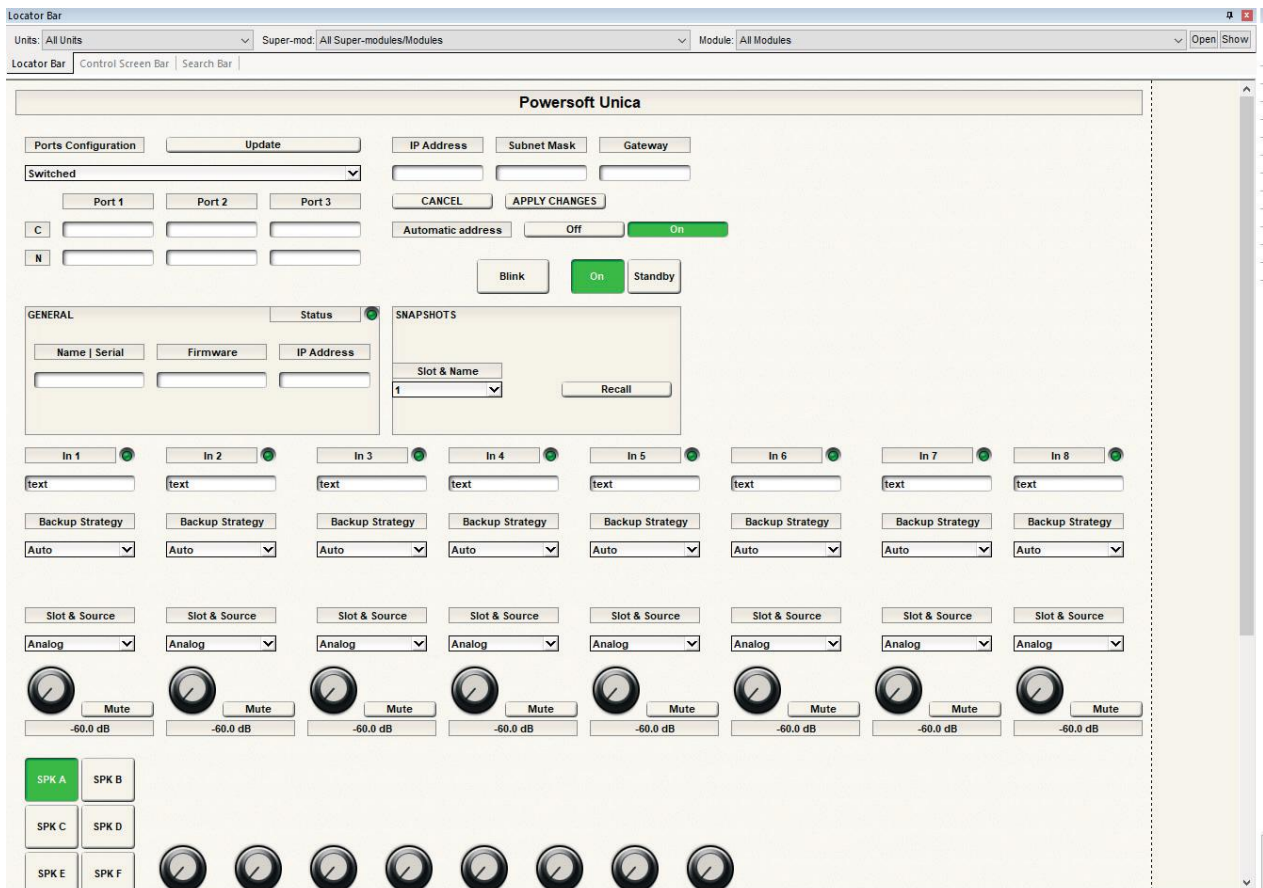 Locator Bar
Units: All Units Super-mod: All Super-modules/Modules Module: All Modules Open Show
Locator Bar Control Screen Bar Search Bar
Powersoft Unica
Ports Configuration Update IP Address Subnet Mask Gateway
Switched
Port 1 Port 2 Port 3 CANCEL APPLY CHANGES
C Automatic address Off On
N
Blink On Standby
GENERAL Status SNAPSHOTS
Name | Serial Firmware IP Address
Slot & Name
1 Recall
In 1 In 2 In 3 In 4 In 5 In 6 In 7 In 8
text text text text text text text text
Backup Strategy Backup Strategy Backup Strategy Backup Strategy Backup Strategy Backup Strategy Backup Strategy Backup Strategy
Auto Auto Auto Auto Auto Auto Auto Auto
Slot & Source Slot & Source Slot & Source Slot & Source Slot & Source Slot & Source Slot & Source Slot & Source
Analog Analog Analog Analog Analog Analog Analog Analog
Mute Mute Mute Mute Mute Mute Mute Mute
-60.0 dB -60.0 dB -60.0 dB -60.0 dB -60.0 dB -60.0 dB -60.0 dB -60.0 dB
SPK A SPK B
SPK C SPK D
SPK E SPK F